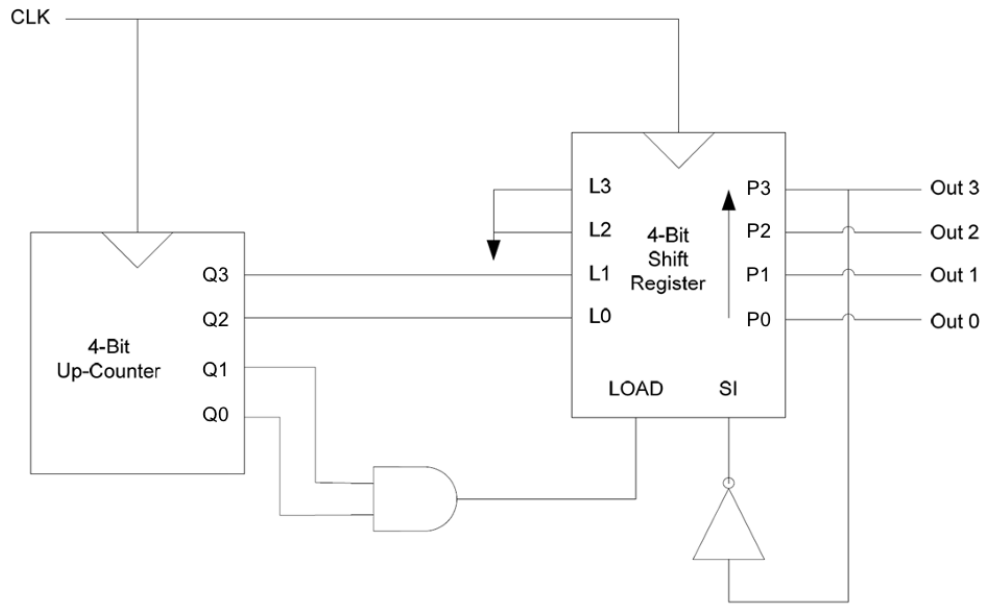 CLK
4-Bit
Up-Counter
Q3
Q2
Q1
Q0
L3
L2
L1
L0
4-Bit
Shift
Register
P3
P2
P1
P0
LOAD
SI
Out 3
Out 2
Out 1
Out 0